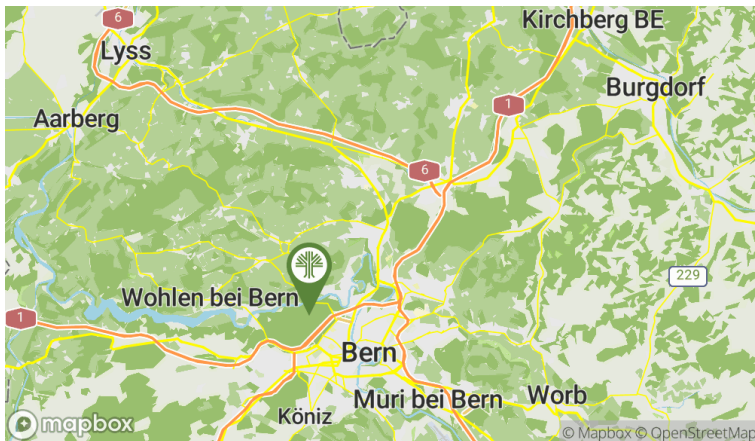 6
Kirchberg BE
Lyss
Burgdorf
1
Aarberg
6
229
Wohlen bei Bern
1
Bern
Muri bei Bern
Worb
Köniz
mapbox
© Mapbox © OpenStreetMap